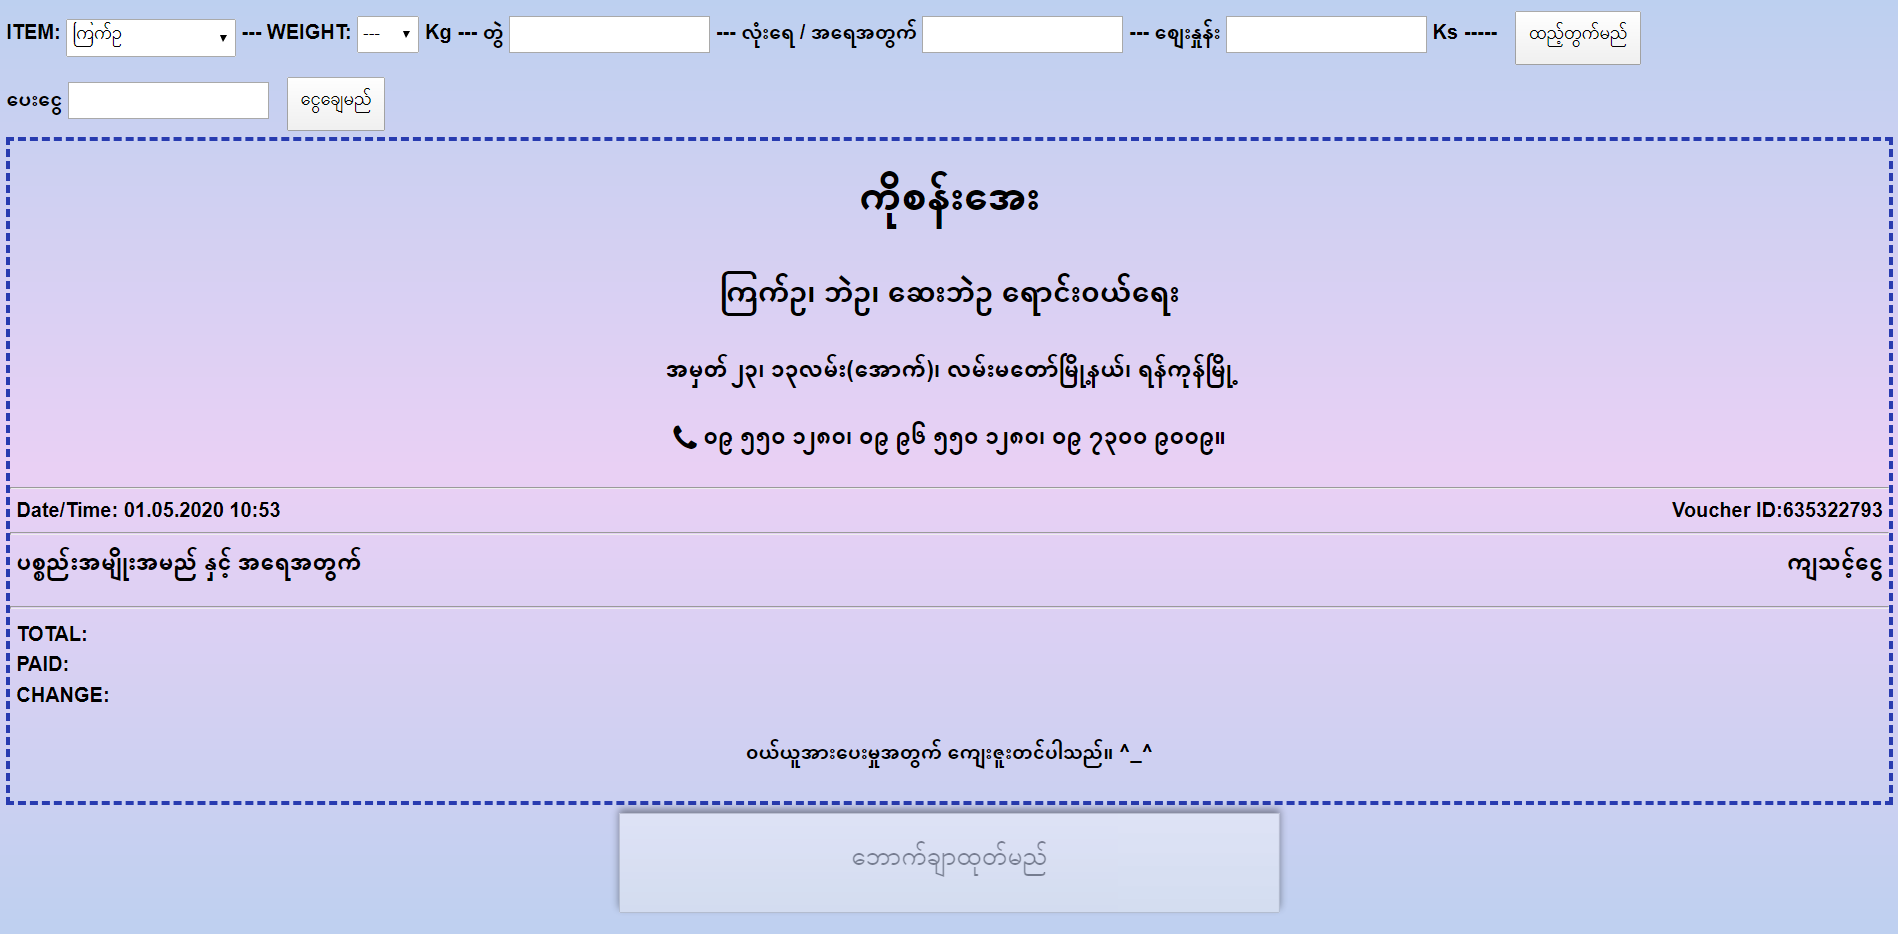 ITEM: ကြက်ဥ --- WEIGHT: --- Kg --- တွဲ --- လုံးရေ / အရေအတွက် --- ဈေးနှုန်း Ks ----- ထည့်တွက်မည်
ပေးငွေ ငွေချေမည်
ကိုစန်းအေး
ကြက်ဥ၊ ဘဲဥ၊ ဆေးဘဲဥ ရောင်းဝယ်ရေး
အမှတ် ၂၃၊ ၁၃လမ်း(အောက်)၊ လမ်းမတော်မြို့နယ်၊ ရန်ကုန်မြို့
၀၉ ၅၅၀ ၁၂၈၀၊ ၀၉ ၉၆ ၅၅၀ ၁၂၈၀၊ ၀၉ ၇၃၀၀ ၉၀၀၉။
Date/Time: 01.05.2020 10:53 Voucher ID:635322793
ပစ္စည်းအမျိုးအမည် နှင့် အရေအတွက် ကျသင့်ငွေ
TOTAL:
PAID:
CHANGE:
ဝယ်ယူအားပေးမှုအတွက် ကျေးဇူးတင်ပါသည်။ ^_^
ဘောက်ချာထုတ်မည်